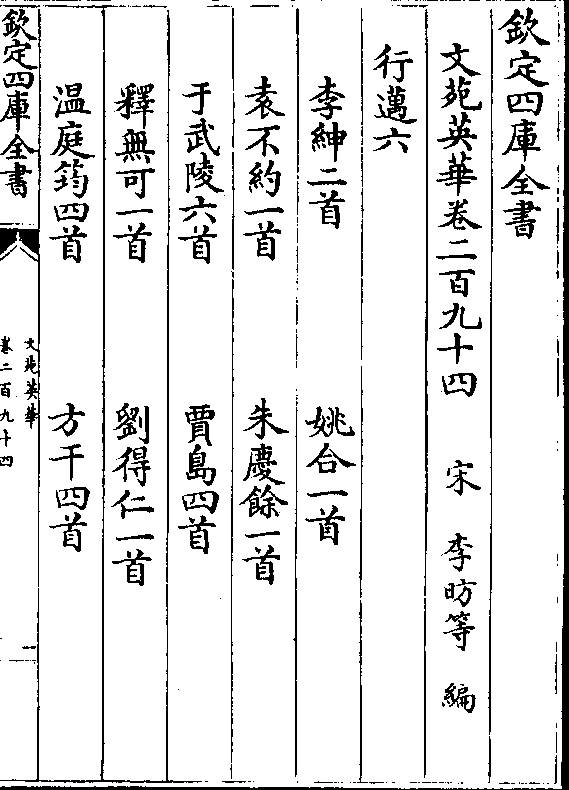 欽定四庫全書
文苑英華卷二百九十四 宋 李昉等 編
行邁六
李紳二首 姚合一首
袁不約一首 朱慶餘一首
于武陵六首 賈島四首
釋無可一首 劉得仁一首
温庭筠四首 方干四首
欽定四庫全書
文苑英華
卷二百九十四